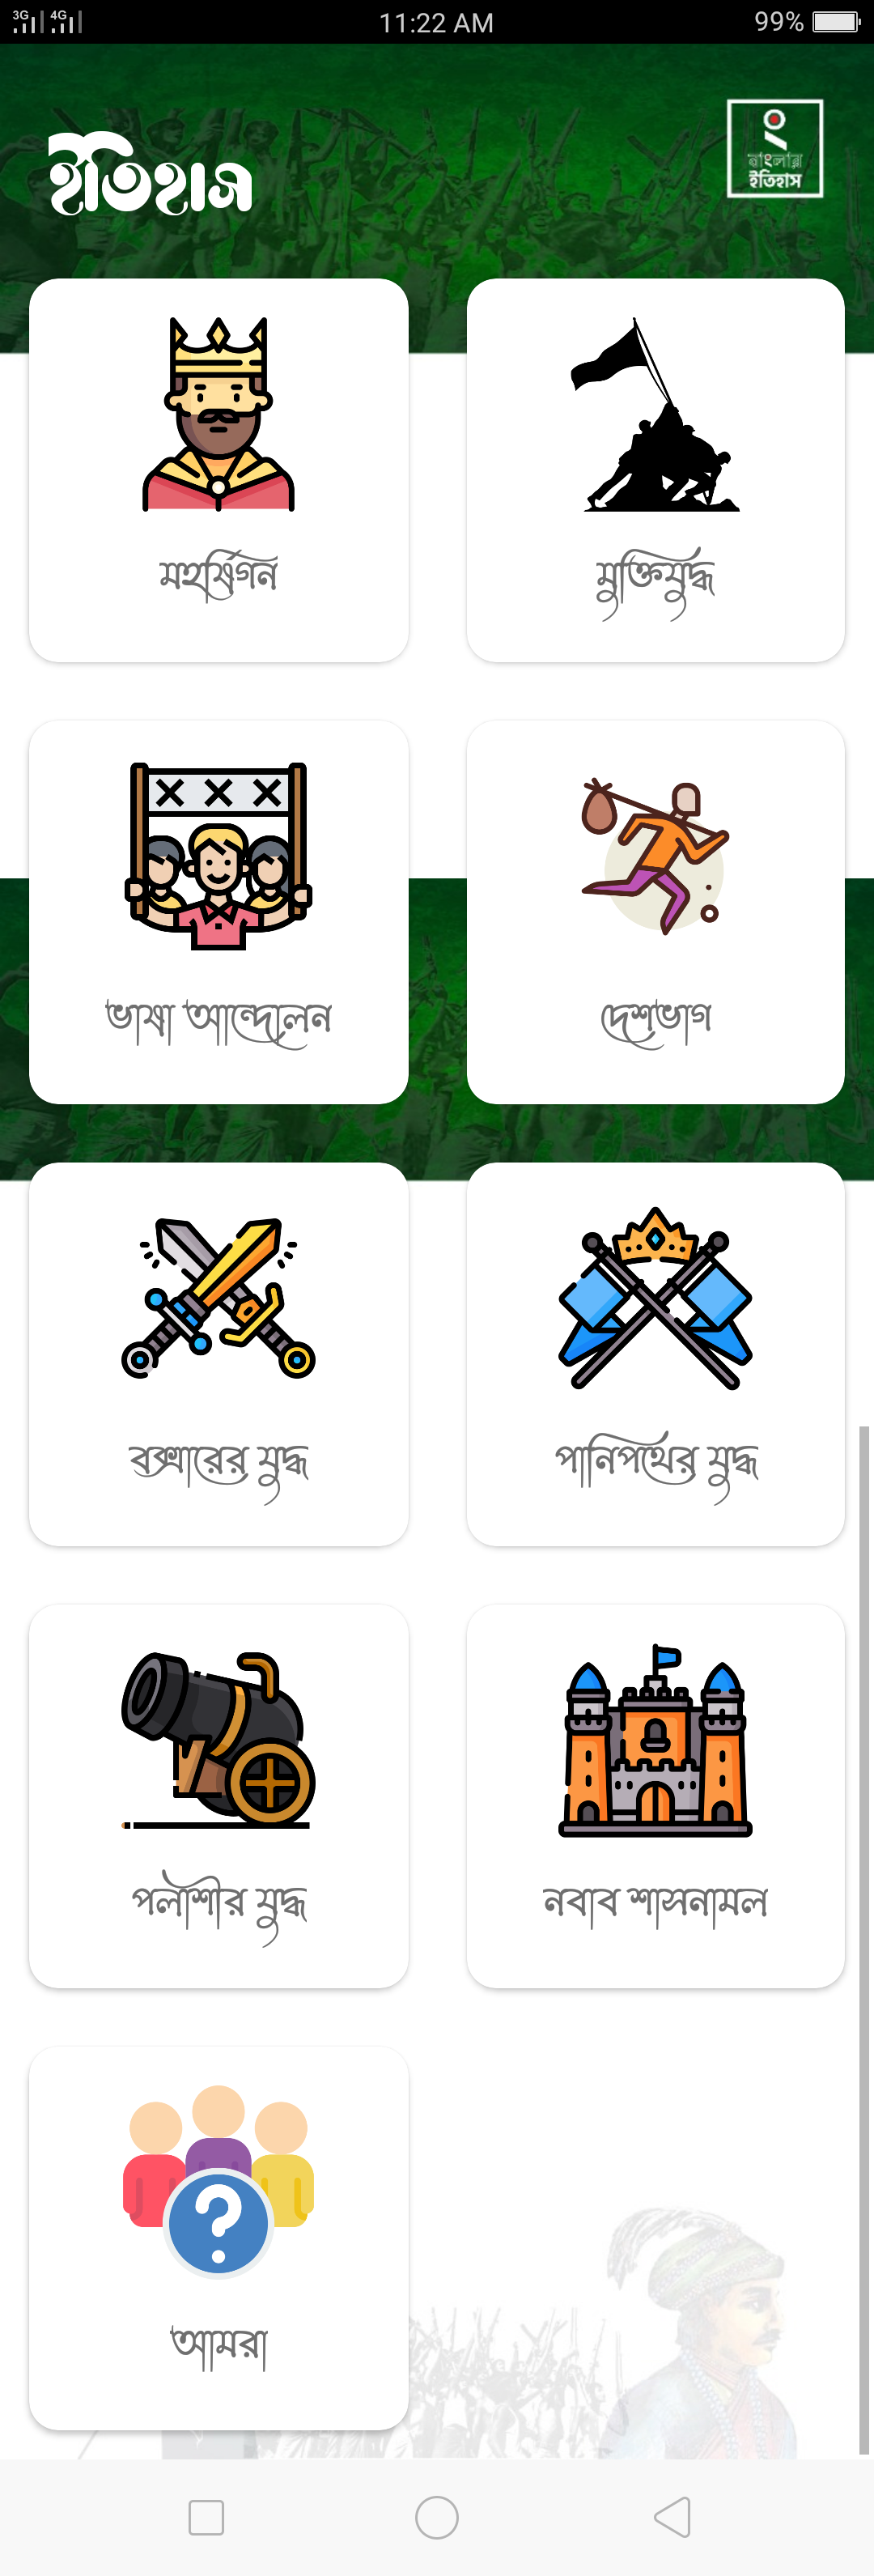 3G 4G 11:22 AM 99%
ইতিহাস
বাংলার
ইতিহাস
মহর্ষিগন
মুক্তিযুদ্ধ
ভাষা আন্দোলন
দেশভাগ
বক্সারের যুদ্ধ
পানিপথের যুদ্ধ
পলাশীর যুদ্ধ
নবাব শাসনামল
আমরা